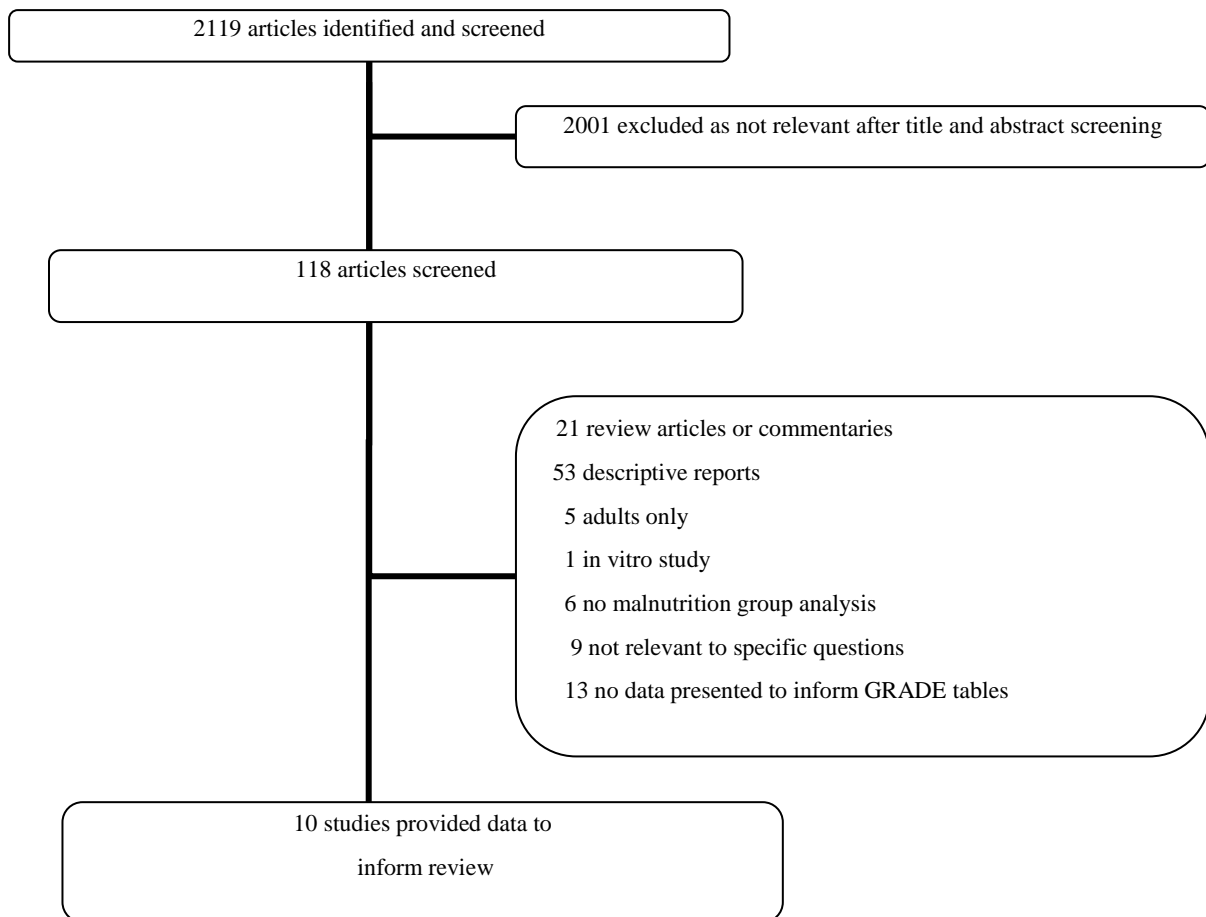 2119 articles identified and screened
2001 excluded as not relevant after title and abstract screening
118 articles screened
21 review articles or commentaries
53 descriptive reports
5 adults only
1 in vitro study
6 no malnutrition group analysis
9 not relevant to specific questions
13 no data presented to inform GRADE tables
10 studies provided data to
inform review